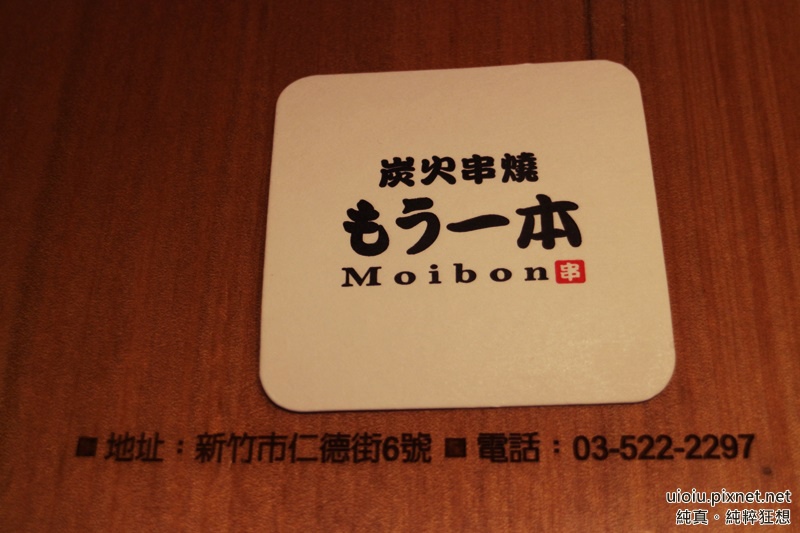 炭火串燒
もう一本
Moibon串
■ 地址：新竹市仁德街6號 ■ 電話：03-522-2297
uioiu.pixnet.net
純真。純粹狂想